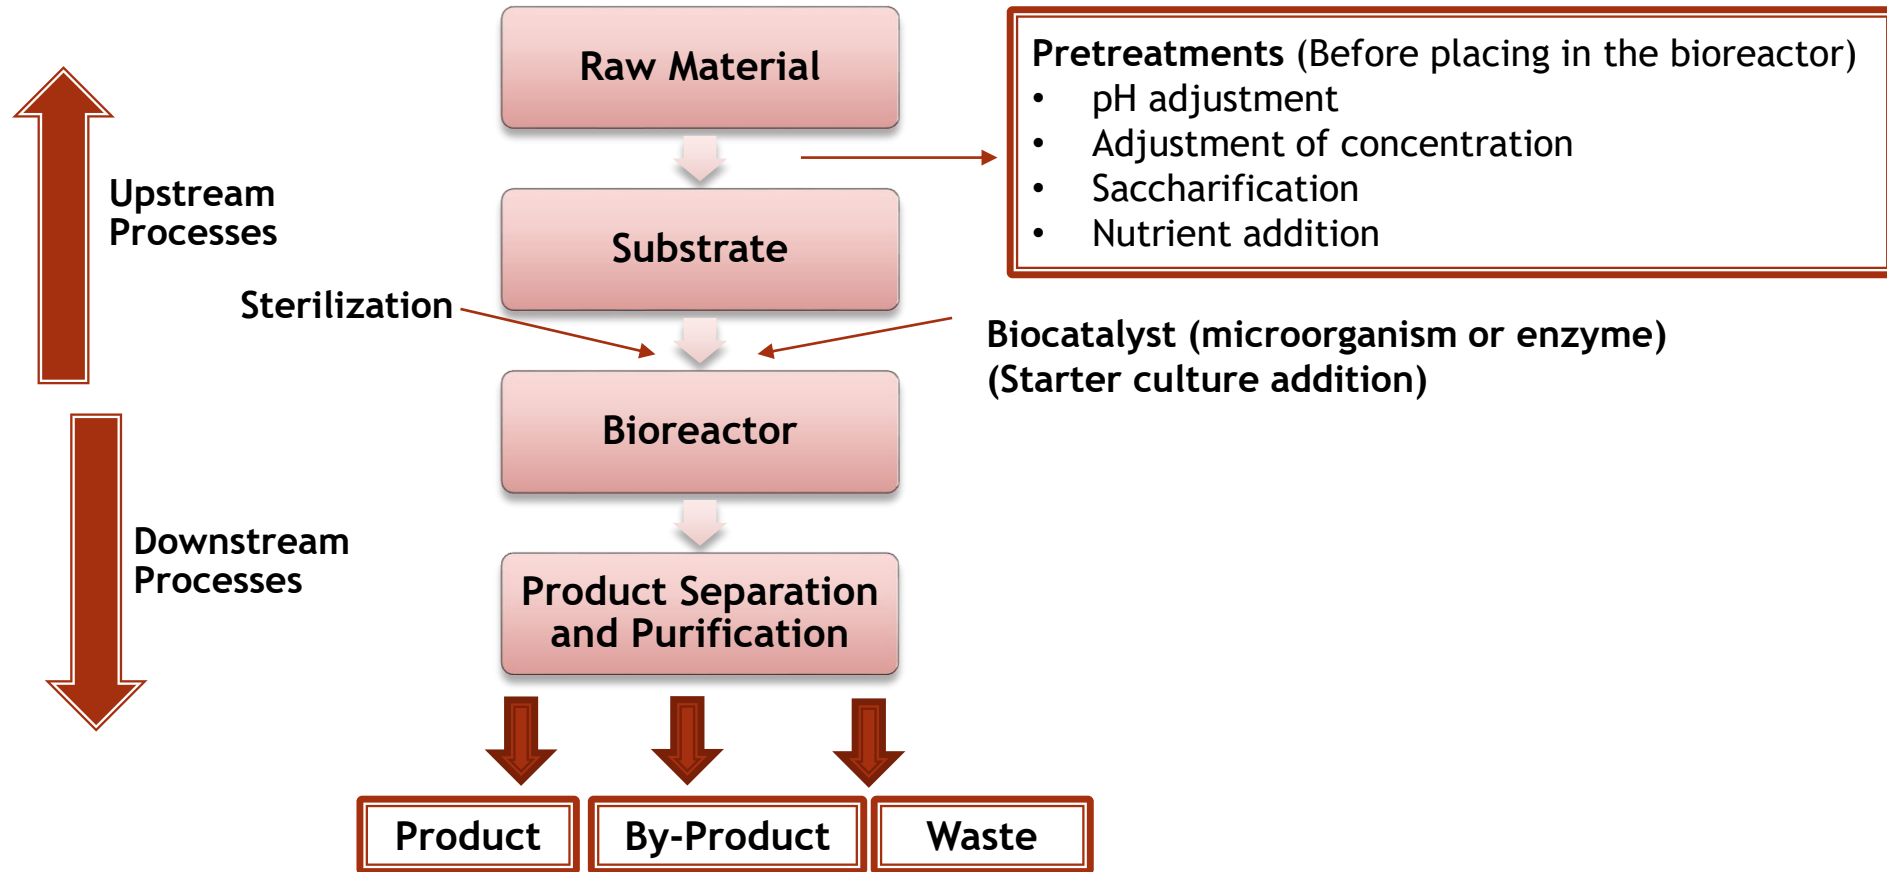 Raw Material
Pretreatments (Before placing in the bioreactor)
• pH adjustment
• Adjustment of concentration
• Saccharification
• Nutrient addition
Upstream
Processes
Substrate
Sterilization
Biocatalyst (microorganism or enzyme)
(Starter culture addition)
Bioreactor
Downstream
Processes
Product Separation
and Purification
Product
By-Product
Waste